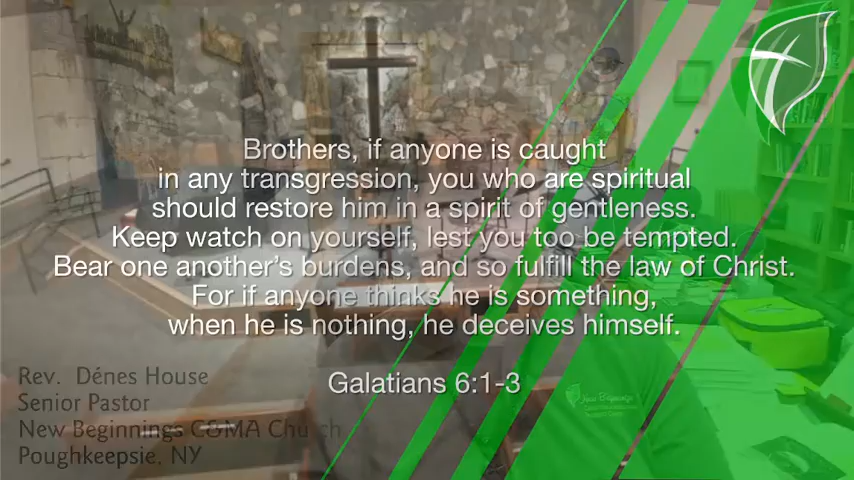 Brothers, if anyone is caught
in any transgression, you who are spiritual
should restore him in a spirit of gentleness.
Keep watch on yourself, lest you too be tempted.
Bear one another's burdens, and so fulfill the law of Christ.
For if anyone thinks he is something,
when he is nothing, he deceives himself.
Galatians 6:1-3
Rev. Dénes House
Senior Pastor
New Beginnings C&MA Church
Poughkeepsie, NY
New Beginnings